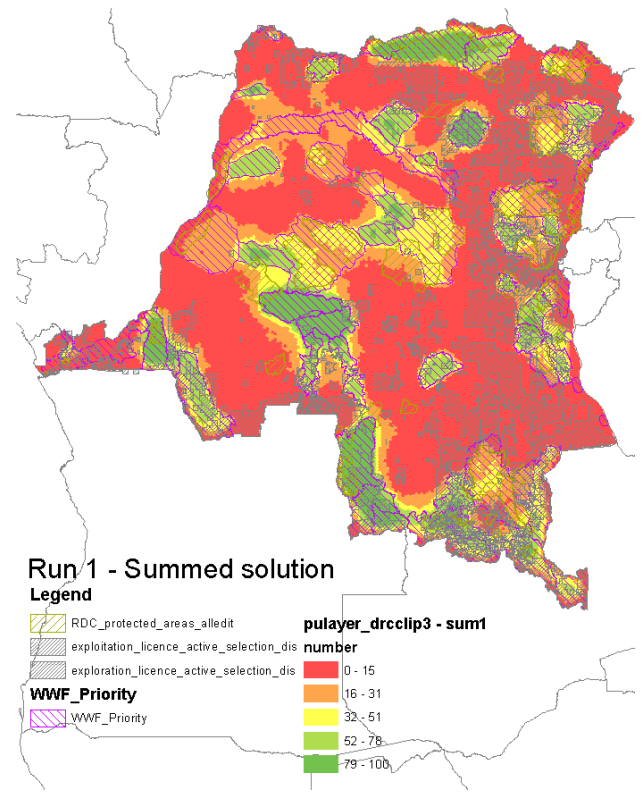 Run 1 - Summed solution
Legend
RDC_protected_areas_alledit
exploitation_licence_active_selection_dis
exploration_licence_active_selection_dis
WWF_Priority
WWF_Priority
pulayer_drcclip3 - sum1
number
0 - 15
16 - 31
32 - 51
52 - 78
79 - 100